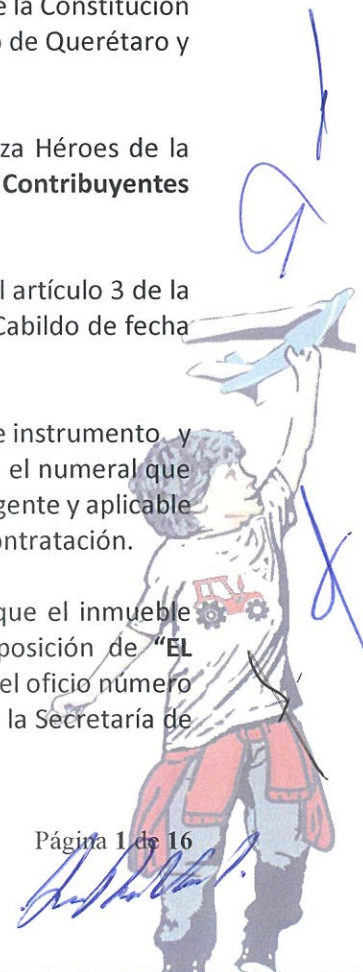 e la Constitución
o de Querétaro y
za Héroes de la
Contribuyentes
l artículo 3 de la
Cabildo de fecha
e instrumento y
el numeral que
gente y aplicable
ontratación.
que el inmueble
posición de "EL
el oficio número
la Secretaría de
Página 1 de 16